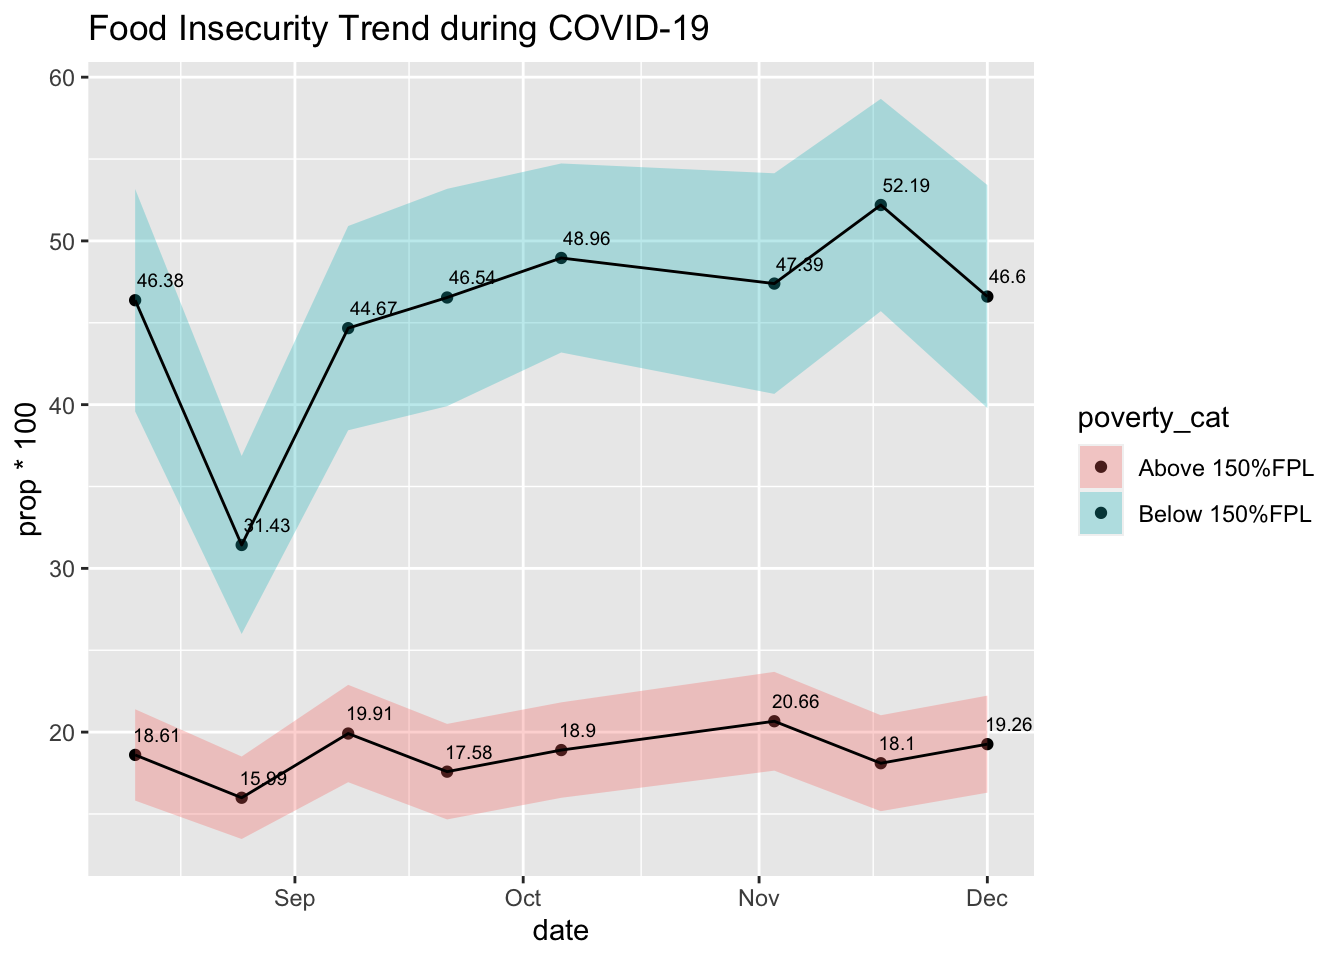 Food Insecurity Trend during COVID-19
60
50
40
30
20
prop * 100
46.38
31.43
44.67
46.54
48.96
47.39
52.19
46.6
18.61
15.99
19.91
17.58
18.9
20.66
18.1
19.26
Sep
Oct
Nov
Dec
date
poverty_cat
Above 150%FPL
Below 150%FPL